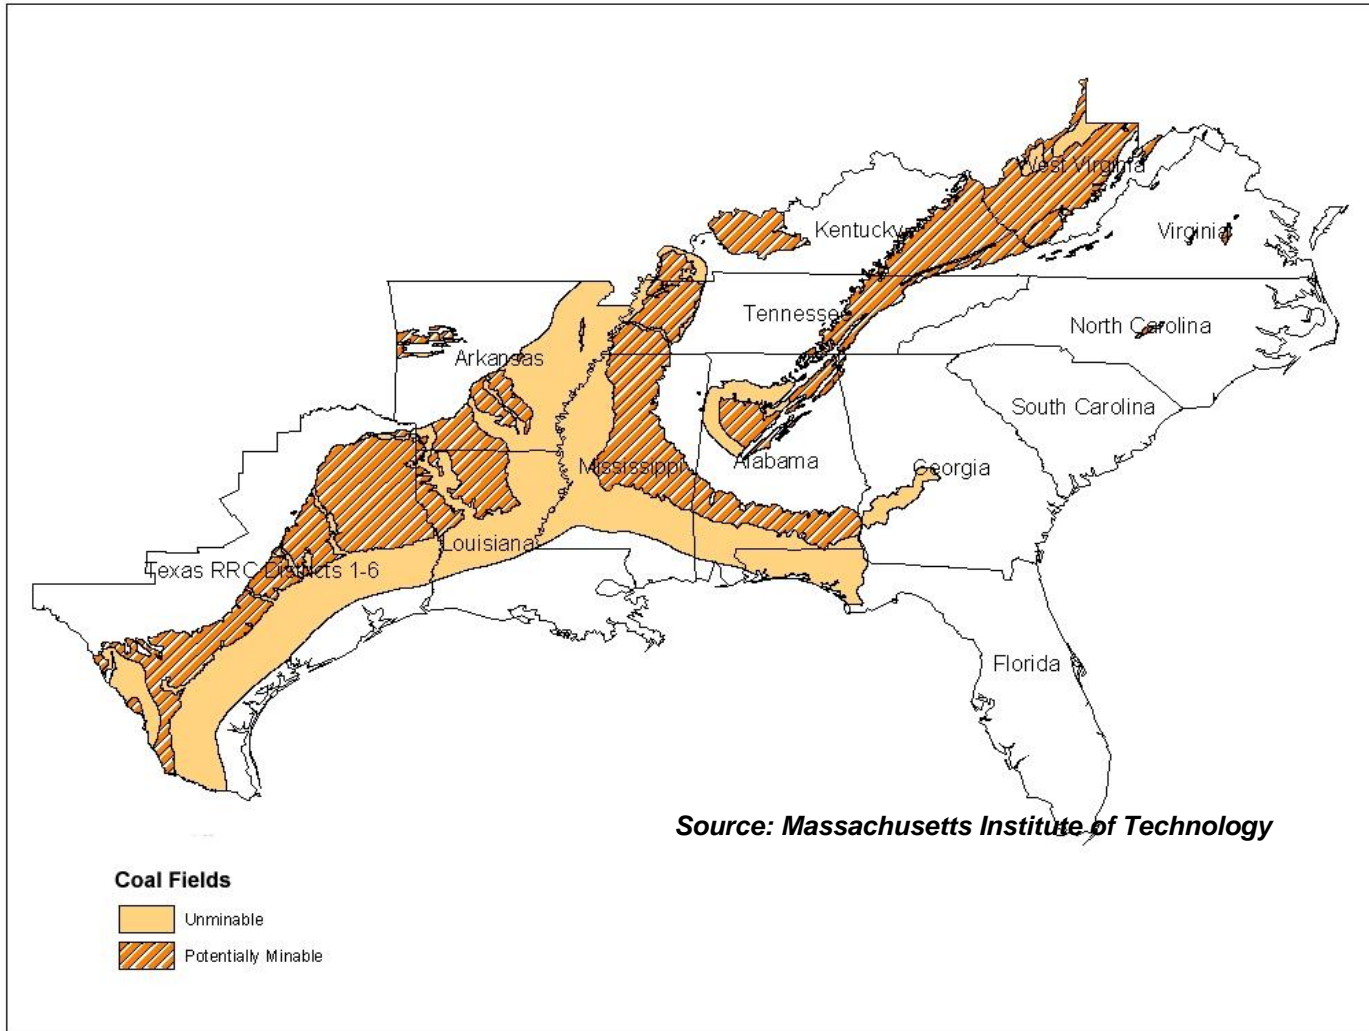 West Virginia
Kentucky
Virginia
Tennessee
North Carolina
Arkansas
South Carolina
Mississippi
Alabama
Georgia
Louisiana
Texas RRC Districts 1-6
Florida
Source: Massachusetts Institute of Technology
Coal Fields
Unminable
Potentially Minable